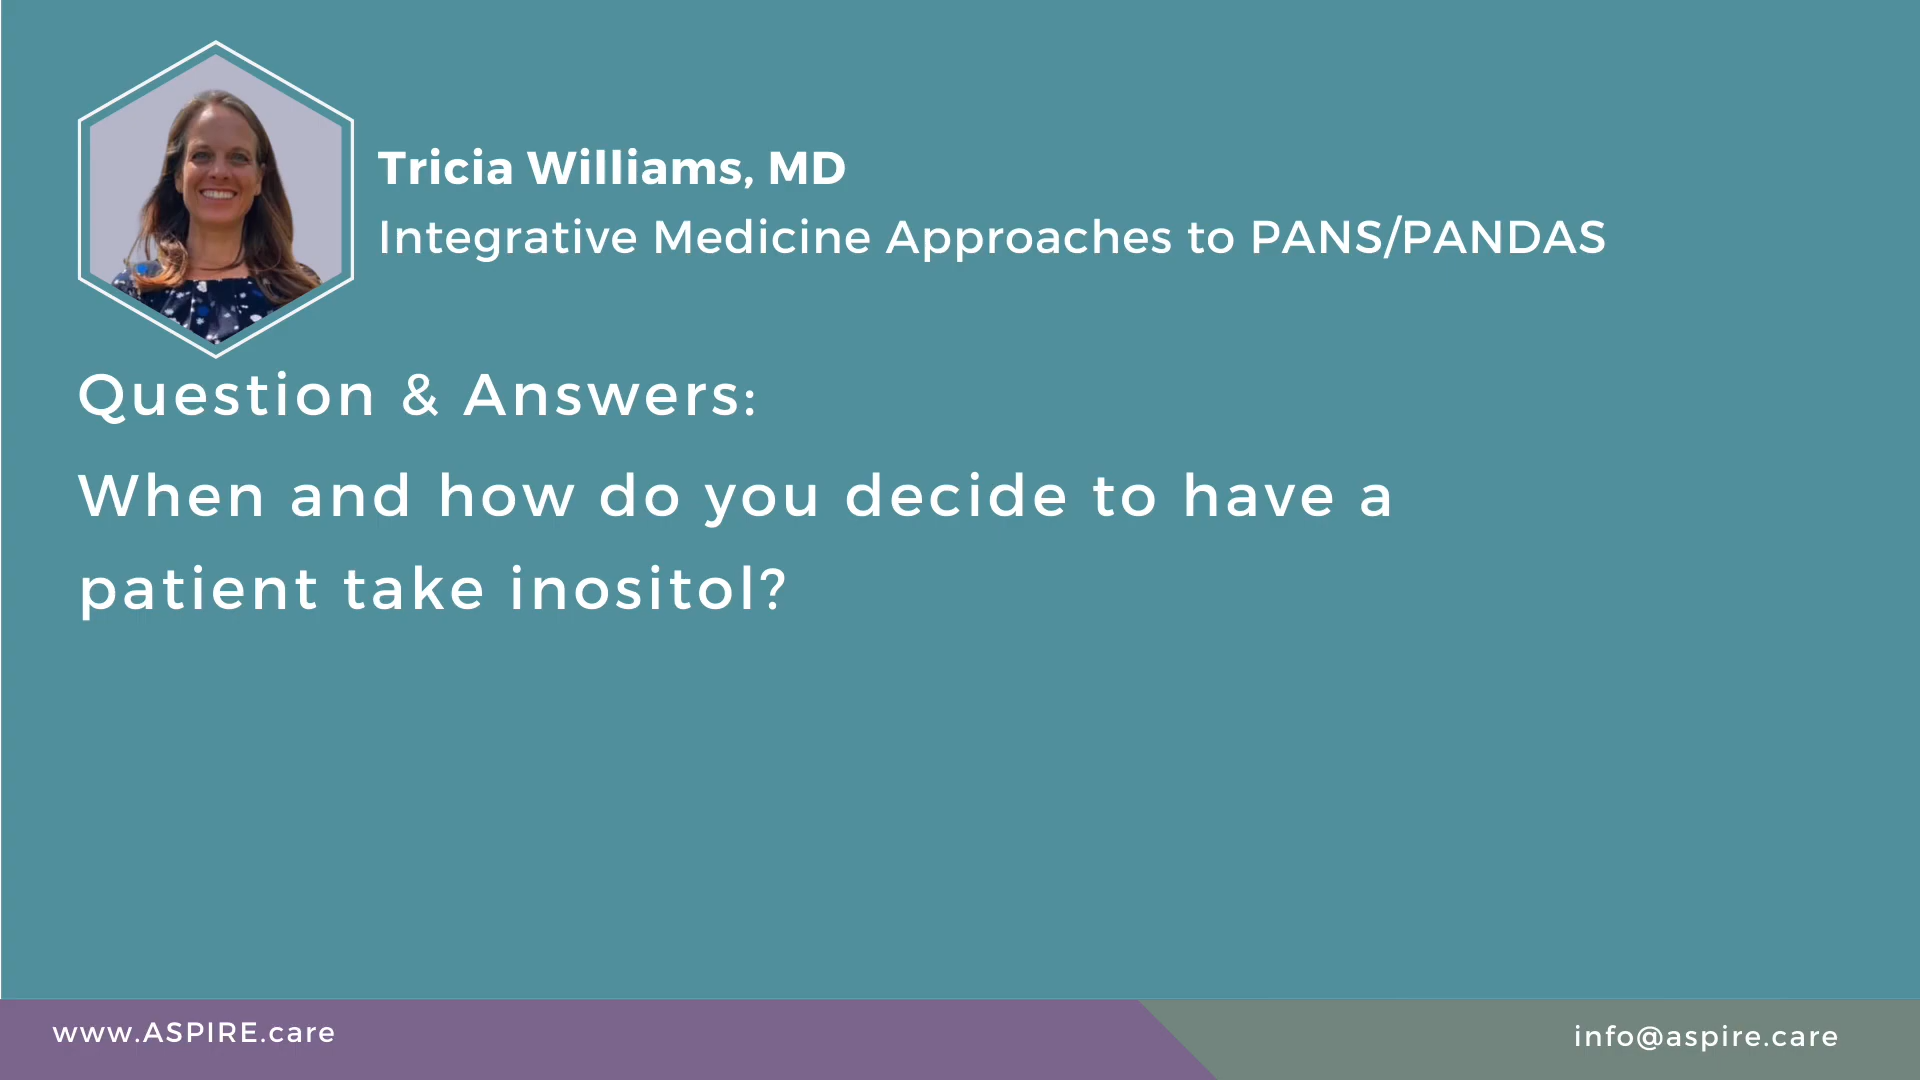 Tricia Williams, MD
Integrative Medicine Approaches to PANS/PANDAS
Question & Answers:
When and how do you decide to have a
patient take inositol?
www.ASPIRE.care
info@aspire.care